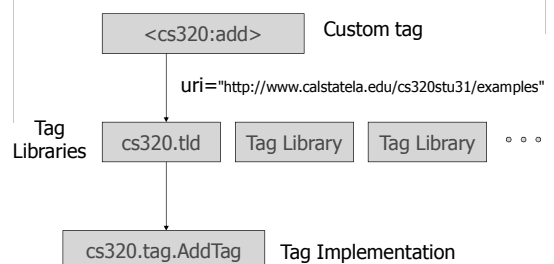 <cs320:add> Custom tag
uri="http://www.calstatela.edu/cs320stu31/examples"
Tag
Libraries
cs320.tld Tag Library Tag Library
cs320.tag.AddTag Tag Implementation